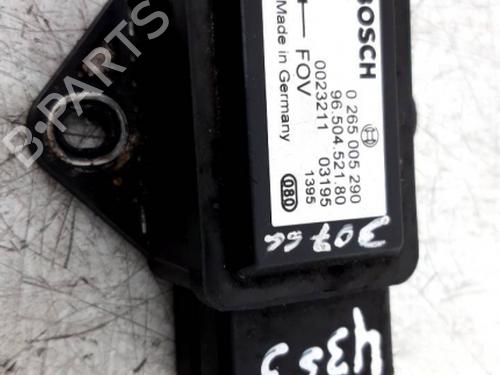 BOSCH
0 265 005 290
96.504.521.80
FOV
0023211 03195
Made in Germany 1395
080
307 CC
B-PARTS